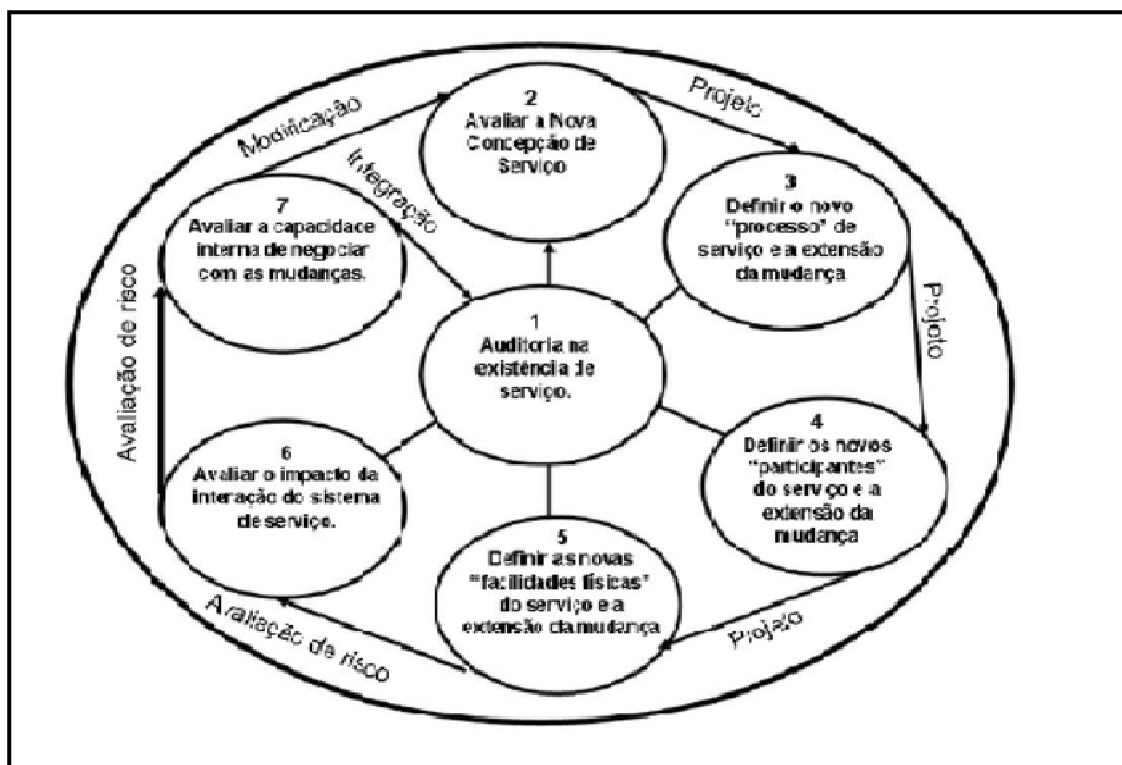 Modificação
2
Avaliar a Nova
Concepção de
Serviço
Projeto
Integração
7
Avaliar a capacidace
interna de negociar
com as mudanças.
3
Definir o novo
"processo" de
serviço e a extensão
da mudança
Avaliação de risco
1
Auditoria na
existência de
serviço.
Projeto
6
Avaliar o impacto da
interação do sistema
de serviço.
4
Definir os novos
"participantes"
do serviço e a
extensão da
mudança
5
Definir as novas
"facilidades físicas"
do serviço e a
extensão da mudança
Avaliação de risco
Projeto